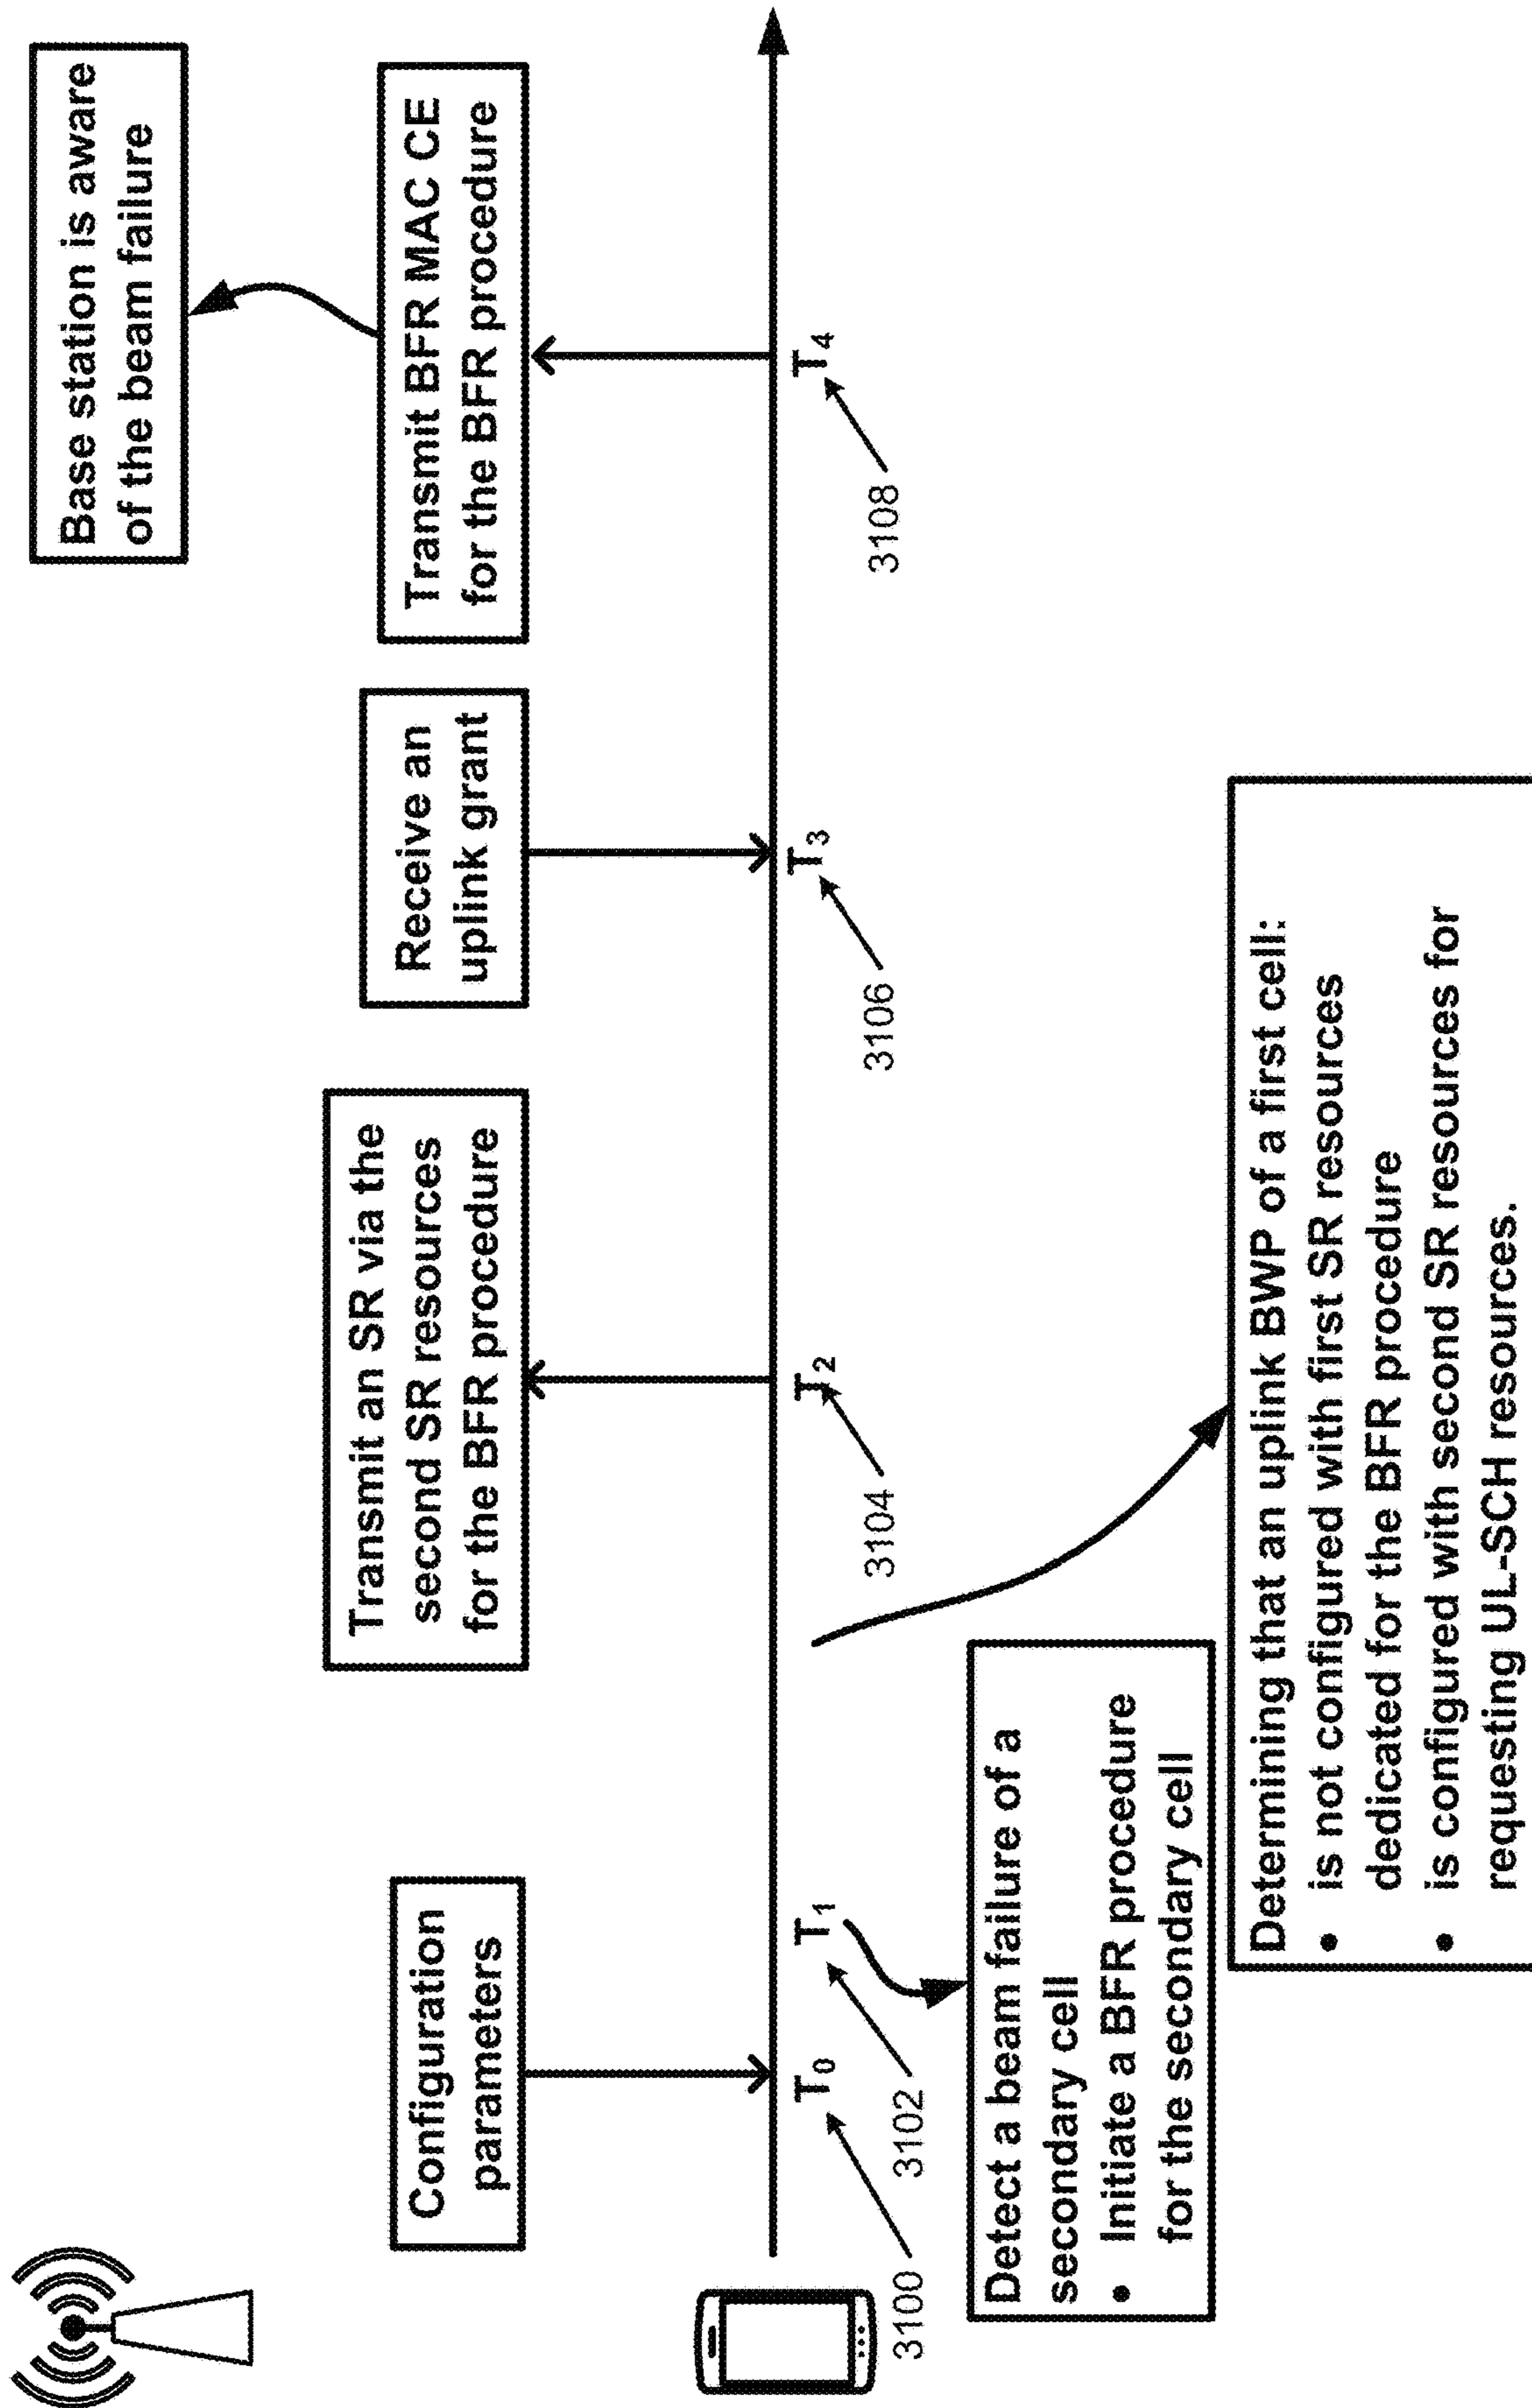 Base station is aware
of the beam failure
Configuration
parameters
Transmit an SR via the
second SR resources
for the BFR procedure
Receive an
uplink grant
Transmit BFR MAC CE
for the BFR procedure
T0
T1
T2
T3
T4
3100
3102
3104
3106
3108
Detect a beam failure of a
secondary cell
• Initiate a BFR procedure
for the secondary cell
Determining that an uplink BWP of a first cell:
• is not configured with first SR resources
dedicated for the BFR procedure
• is configured with second SR resources for
requesting UL-SCH resources.